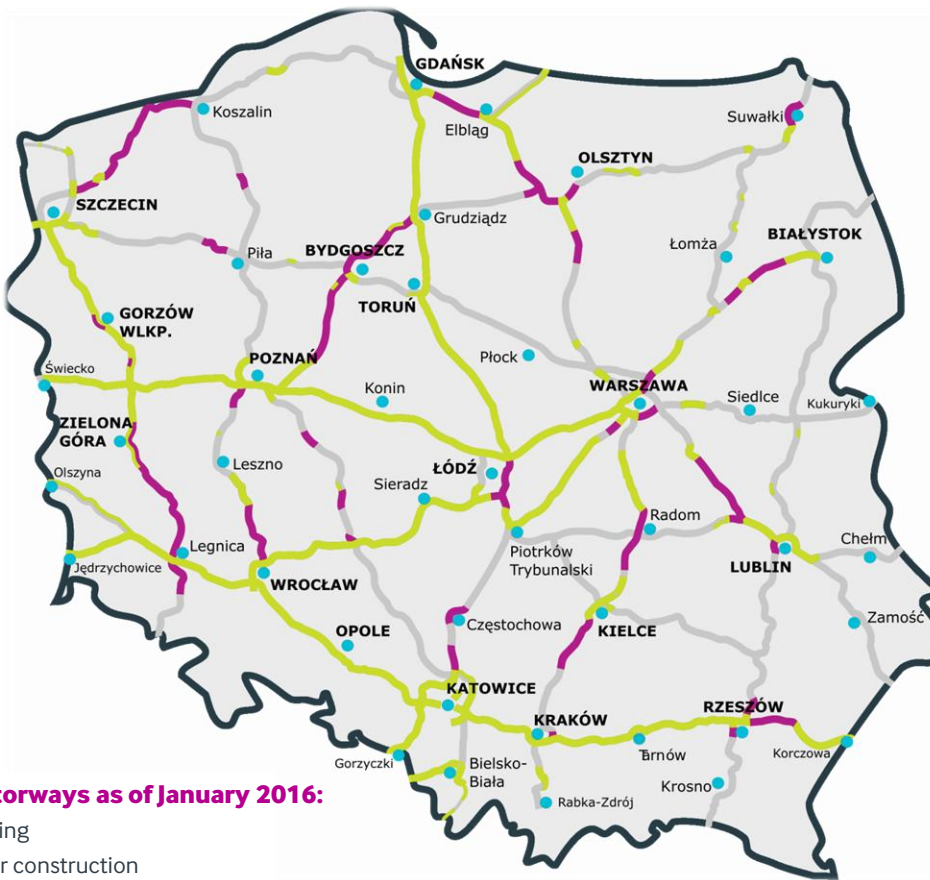 GDAŃSK
Koszalin
Elbląg
Suwałki
OLSZTYN
SZCZECIN
Grudziądz
BYDGOSZCZ
Piła
Łomża
BIAŁYSTOK
TORUŃ
GORZÓW
WLKP.
POZNAŃ
Płock
Świecko
Konin
WARSZAWA
Siedlce
Kukuryki
ZIELONA
GÓRA
Leszno
ŁÓDŹ
Olszyna
Sieradz
Radom
Legnica
Piotrków
Trybunalski
Chełm
Jędrzychowice
WROCŁAW
LUBLIN
OPOLE
Częstochowa
KIELCE
Zamość
KATOWICE
KRAKÓW
RZESZÓW
Tarnów
Korczowa
Gorzyczki
Bielsko-
Biała
Krosno
Rabka-Zdrój
torways as of January 2016:
ing
r construction